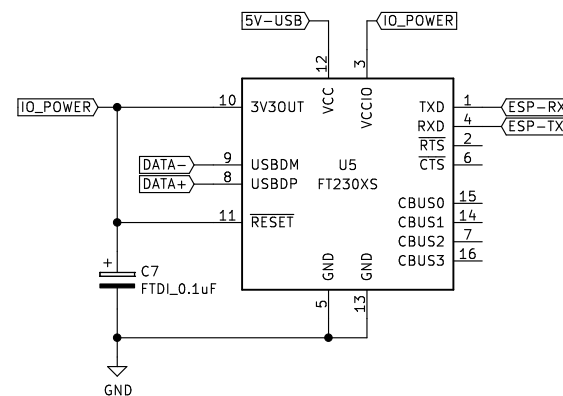 5V-USB
IO_POWER
12
3
VCC
VCCIO
IO_POWER
10
3V3OUT
TXD
1
ESP-RX
RXD
4
ESP-TX
RTS
2
DATA-
9
USBDM
U5
CTS
6
DATA+
8
USBDP
FT230XS
CBUS0
15
11
RESET
CBUS1
14
CBUS2
7
CBUS3
16
+
C7
FTDI_0.1uF
GND
GND
5
13
GND